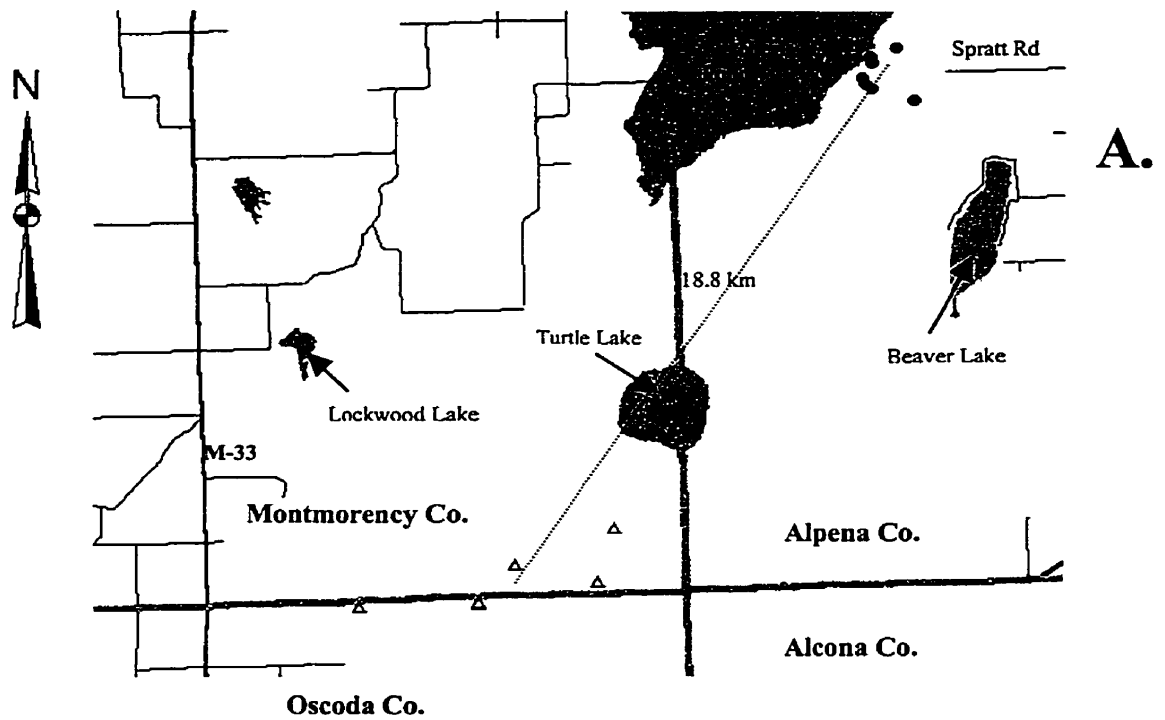 Spratt Rd
N
A.
18.8 km
Turtle Lake
Beaver Lake
Lockwood Lake
M-33
Montmorency Co.
Alpena Co.
Alcona Co.
Oscoda Co.